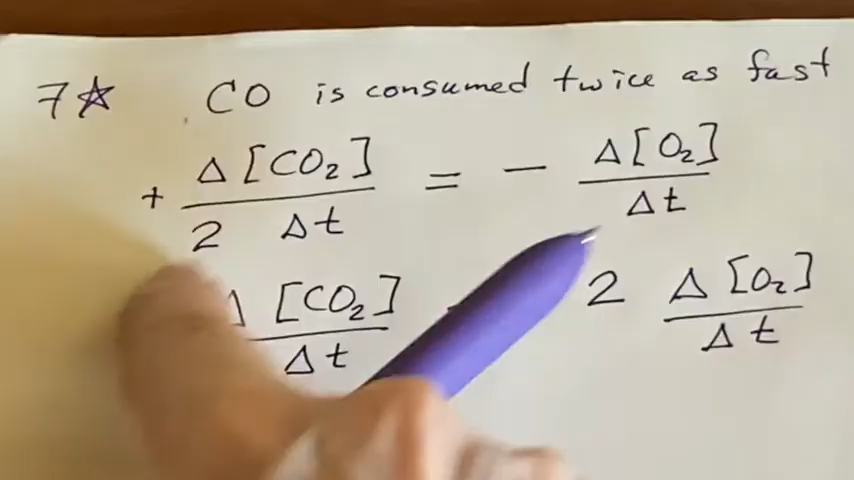 7☆ CO is consumed twice as fast
+ Δ[CO₂] / 2 Δt = − Δ[O₂] / Δt
Δ[CO₂] / Δt 2 Δ[O₂] / Δt